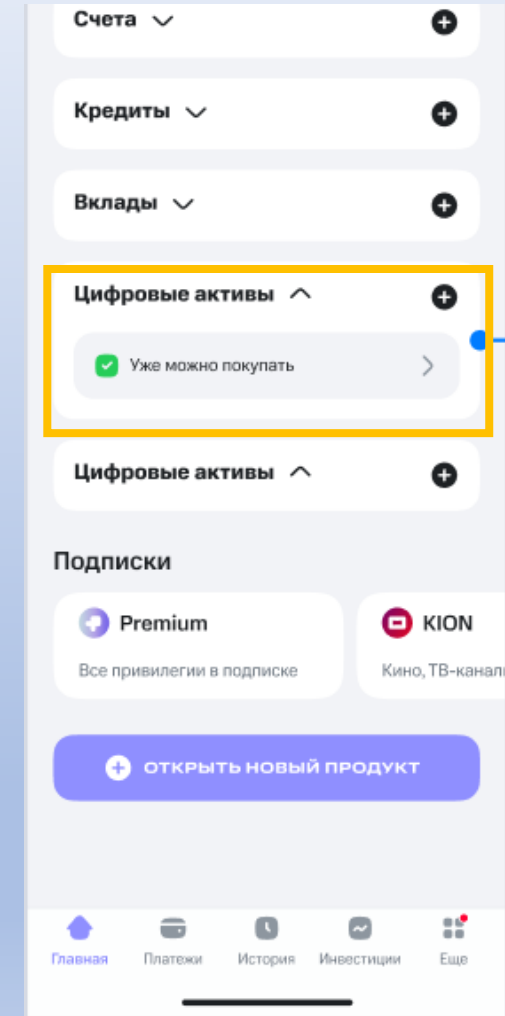 Счета
Кредиты
Вклады
Цифровые активы
Уже можно покупать
Цифровые активы
Подписки
Premium
Все привилегии в подписке
KION
Кино, ТВ-канал
ОТКРЫТЬ НОВЫЙ ПРОДУКТ
Главная Платежи История Инвестиции Еще